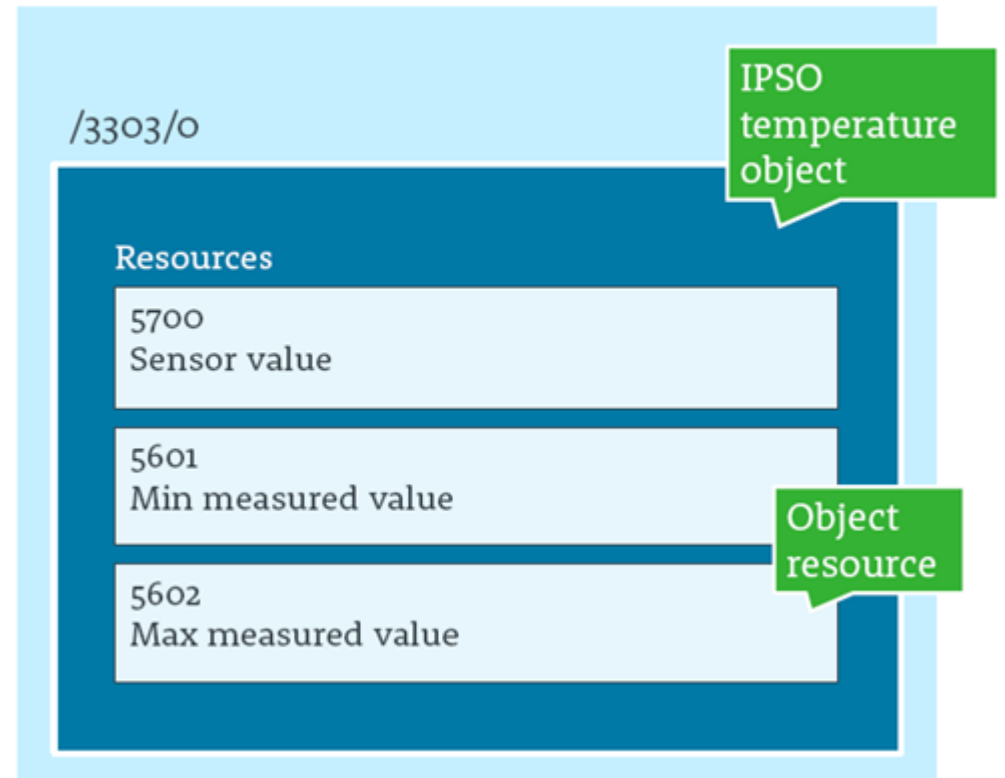 IPSO
temperature
object
/3303/0
Resources
5700
Sensor value
5601
Min measured value
Object
resource
5602
Max measured value